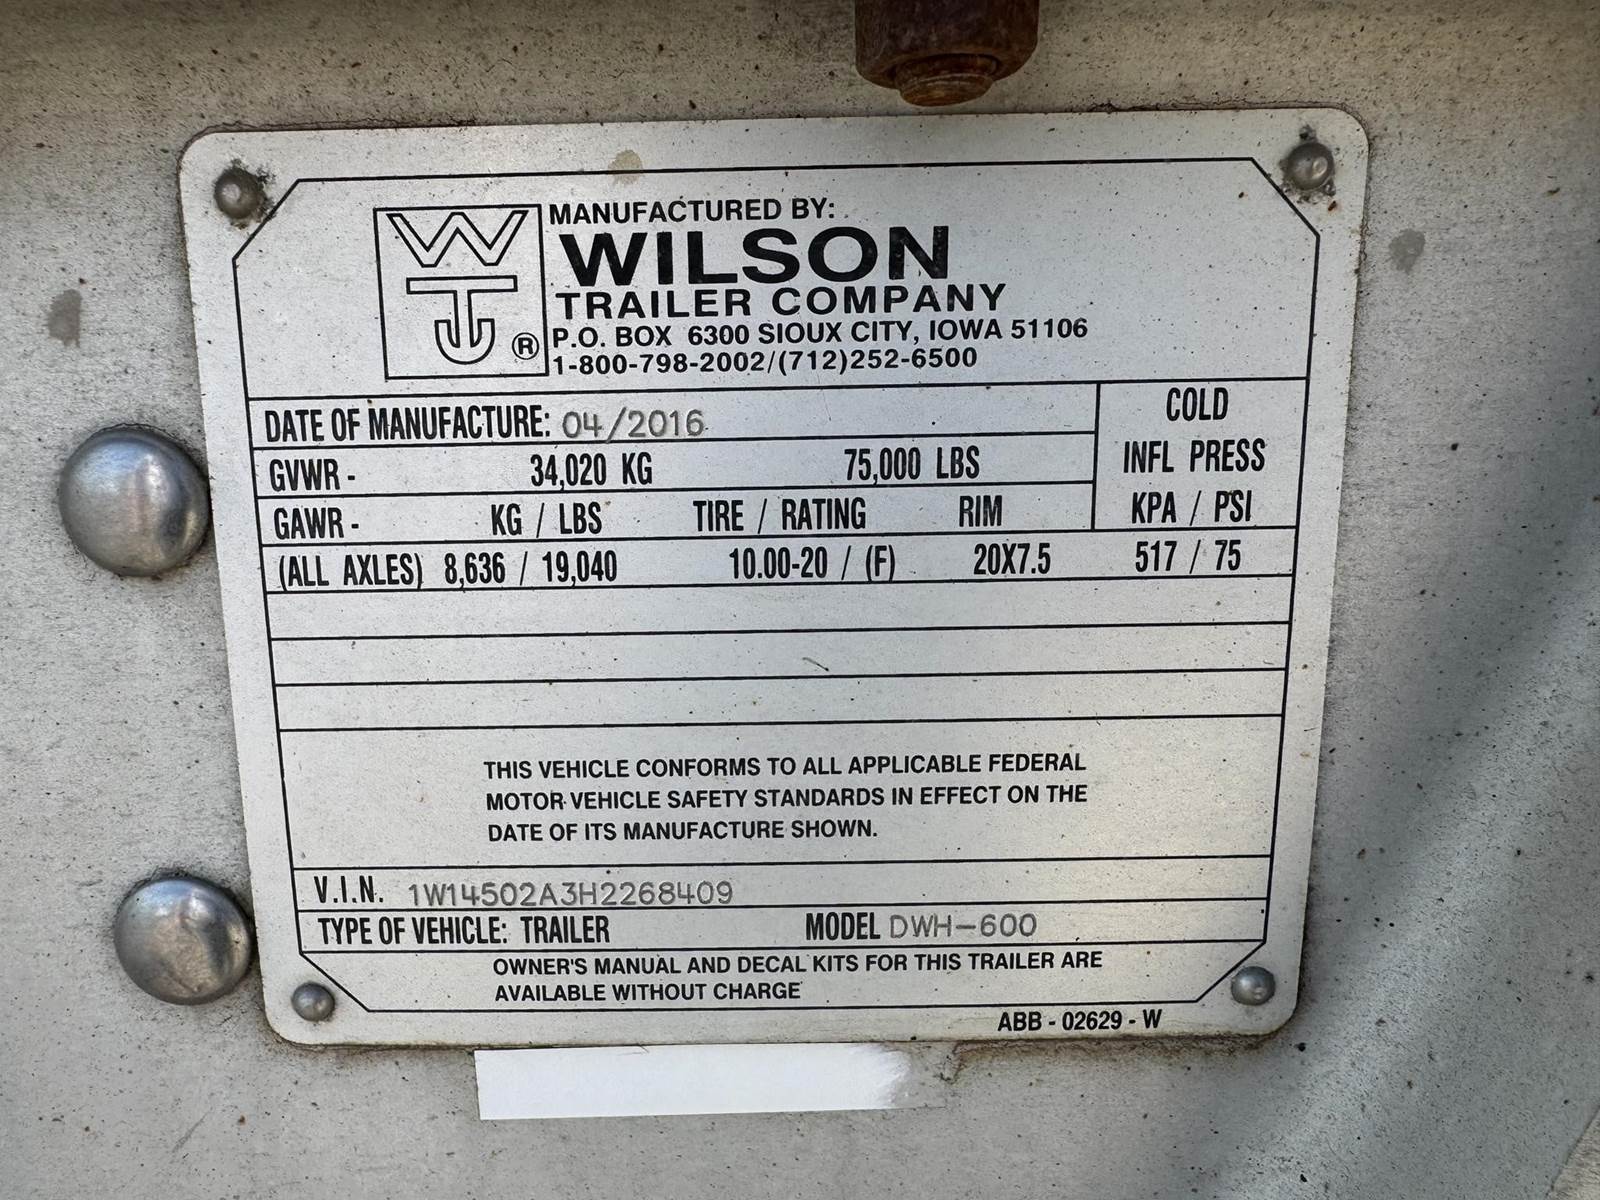 WTJ®
MANUFACTURED BY:
WILSON
TRAILER COMPANY
P.O. BOX 6300 SIOUX CITY, IOWA 51106
1-800-798-2002/(712)252-6500
DATE OF MANUFACTURE: 04/2016
GVWR - 34,020 KG 75,000 LBS
COLD
INFL PRESS
KPA / PSI
GAWR - KG / LBS TIRE / RATING RIM
(ALL AXLES) 8,636 / 19,040 10.00-20 / (F) 20X7.5 517 / 75
THIS VEHICLE CONFORMS TO ALL APPLICABLE FEDERAL
MOTOR VEHICLE SAFETY STANDARDS IN EFFECT ON THE
DATE OF ITS MANUFACTURE SHOWN.
V.I.N. 1W14502A3H2268409
TYPE OF VEHICLE: TRAILER MODEL DWH-600
OWNER'S MANUAL AND DECAL KITS FOR THIS TRAILER ARE
AVAILABLE WITHOUT CHARGE
ABB - 02629 - W